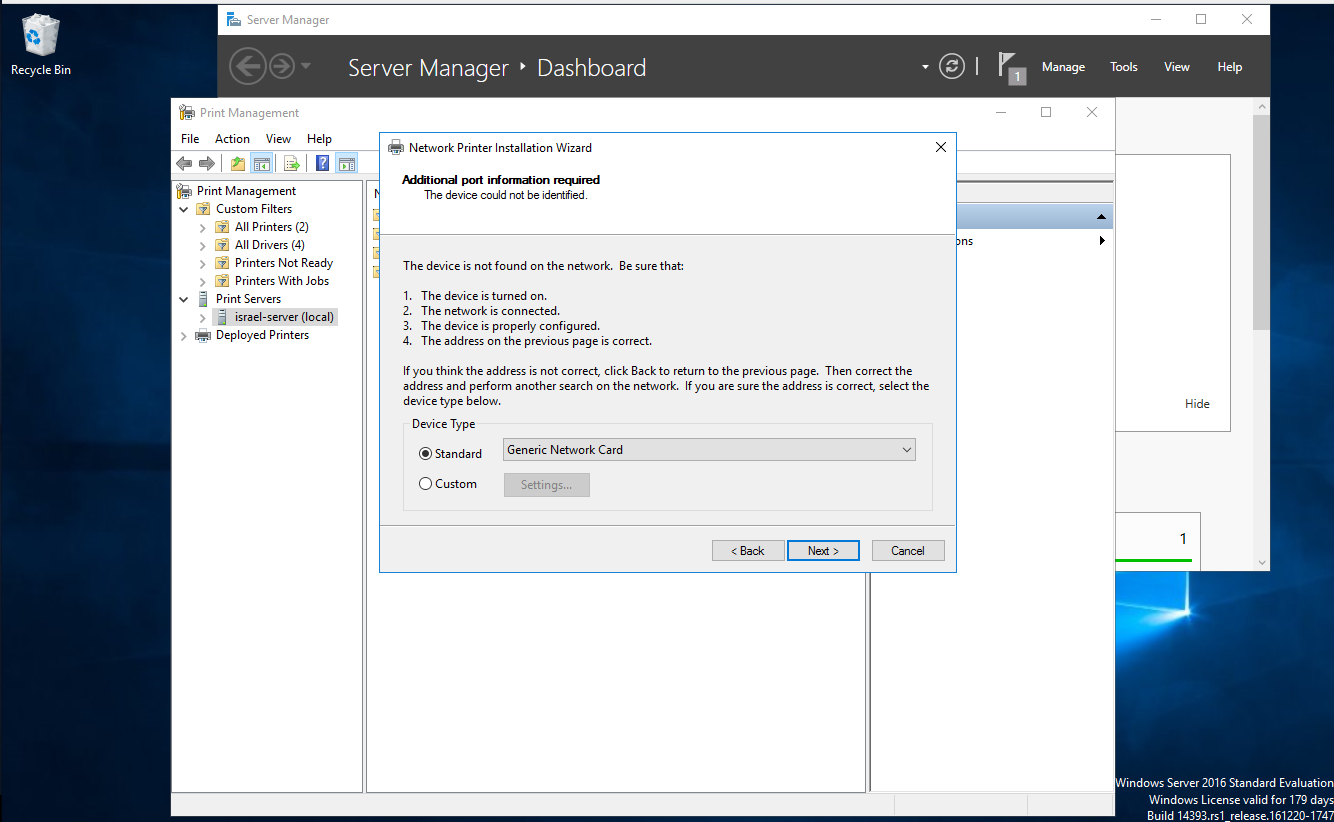 Recycle Bin
Server Manager
Server Manager
Dashboard
1
Manage
Tools
View
Help
Print Management
File
Action
View
Help
Print Management
Custom Filters
All Printers (2)
All Drivers (4)
Printers Not Ready
Printers With Jobs
Print Servers
israel-server (local)
Deployed Printers
Network Printer Installation Wizard
Additional port information required
The device could not be identified.
The device is not found on the network. Be sure that:
1. The device is turned on.
2. The network is connected.
3. The device is properly configured.
4. The address on the previous page is correct.
If you think the address is not correct, click Back to return to the previous page. Then correct the
address and perform another search on the network. If you are sure the address is correct, select the
device type below.
Device Type
Standard
Generic Network Card
Custom
Settings...
< Back
Next >
Cancel
Hide
1
Windows Server 2016 Standard Evaluation
Windows License valid for 179 days
Build 14393.rs1_release.161220-1747